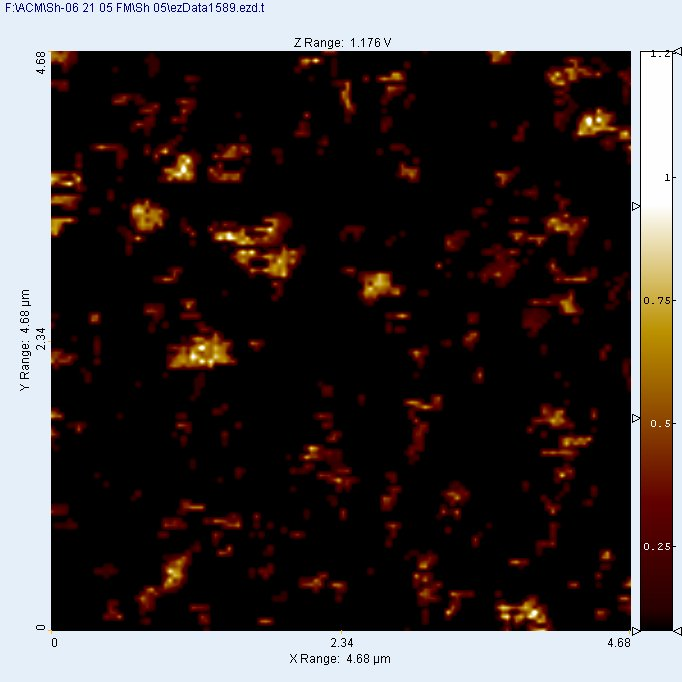 F:\ACM\Sh-06 21 05 FM\Sh 05\ezData1589.ezd.t
Z Range: 1.176 V
4.68
1.2
1
0.75
Y Range: 4.68 µm
2.34
0.5
0.25
0
0
2.34
4.68
X Range: 4.68 µm